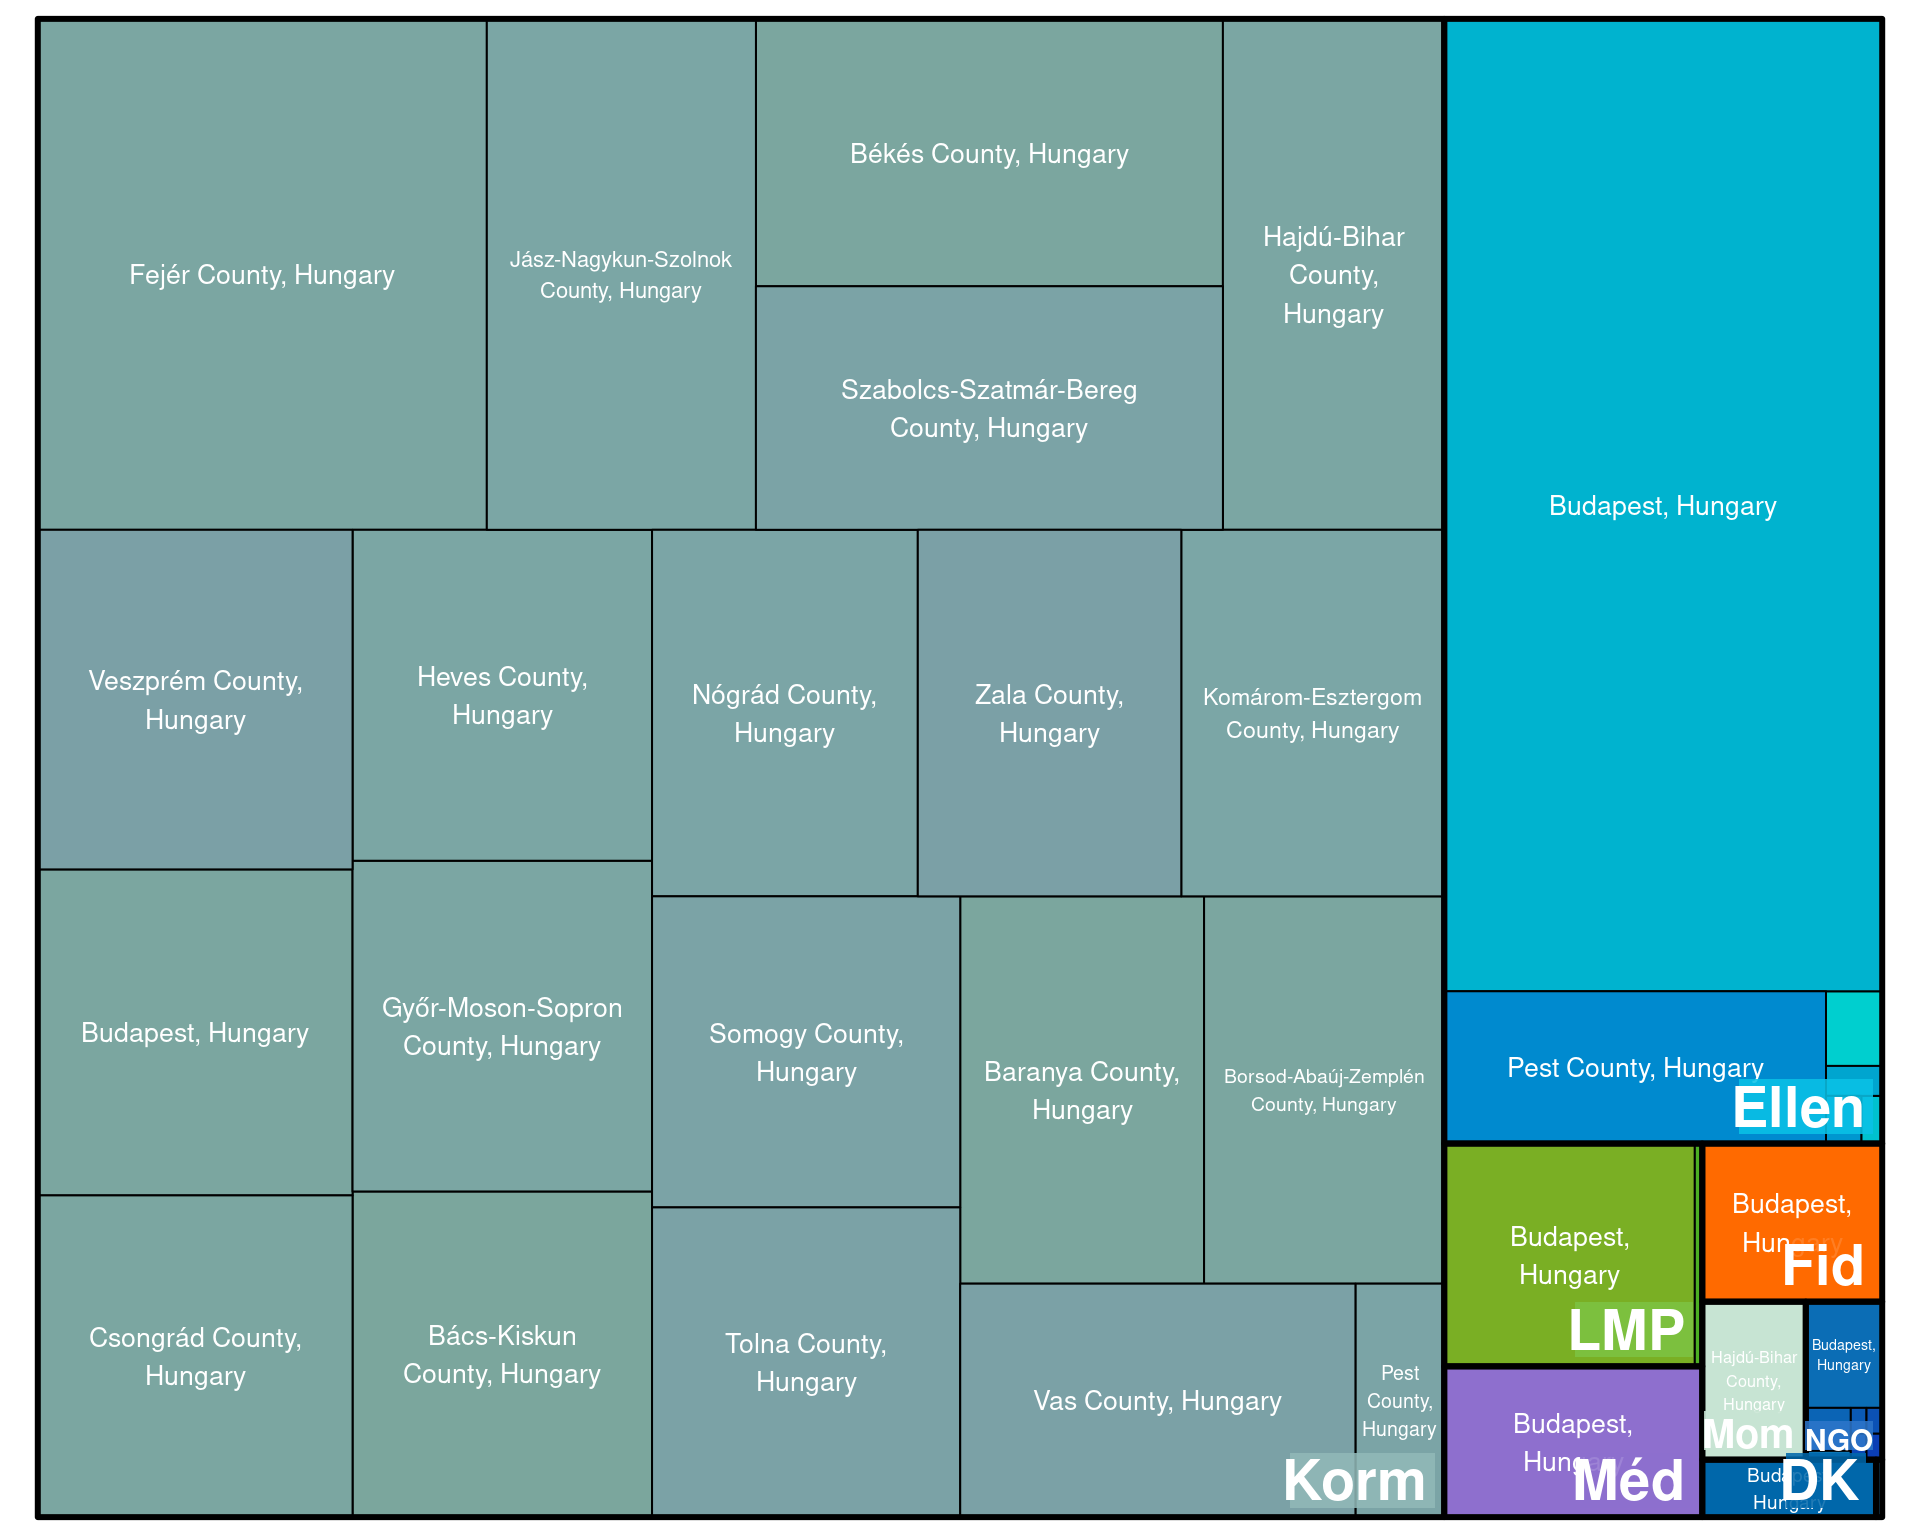 Fejér County, Hungary
Jász-Nagykun-Szolnok
County, Hungary
Békés County, Hungary
Szabolcs-Szatmár-Bereg
County, Hungary
Hajdú-Bihar
County,
Hungary
Veszprém County,
Hungary
Heves County,
Hungary
Nógrád County,
Hungary
Zala County,
Hungary
Komárom-Esztergom
County, Hungary
Budapest, Hungary
Győr-Moson-Sopron
County, Hungary
Somogy County,
Hungary
Baranya County,
Hungary
Borsod-Abaúj-Zemplén
County, Hungary
Csongrád County,
Hungary
Bács-Kiskun
County, Hungary
Tolna County,
Hungary
Vas County, Hungary
Pest
County,
Hungary
Korm
Budapest, Hungary
Pest County, Hungary
Ellen
Budapest,
Hungary
LMP
Budapest,
Hungary
Fid
Budapest,
Hungary
Méd
Hajdú-Bihar
County,
Hungary
Mom
Budapest,
Hungary
NGO
Budapest,
Hungary
DK